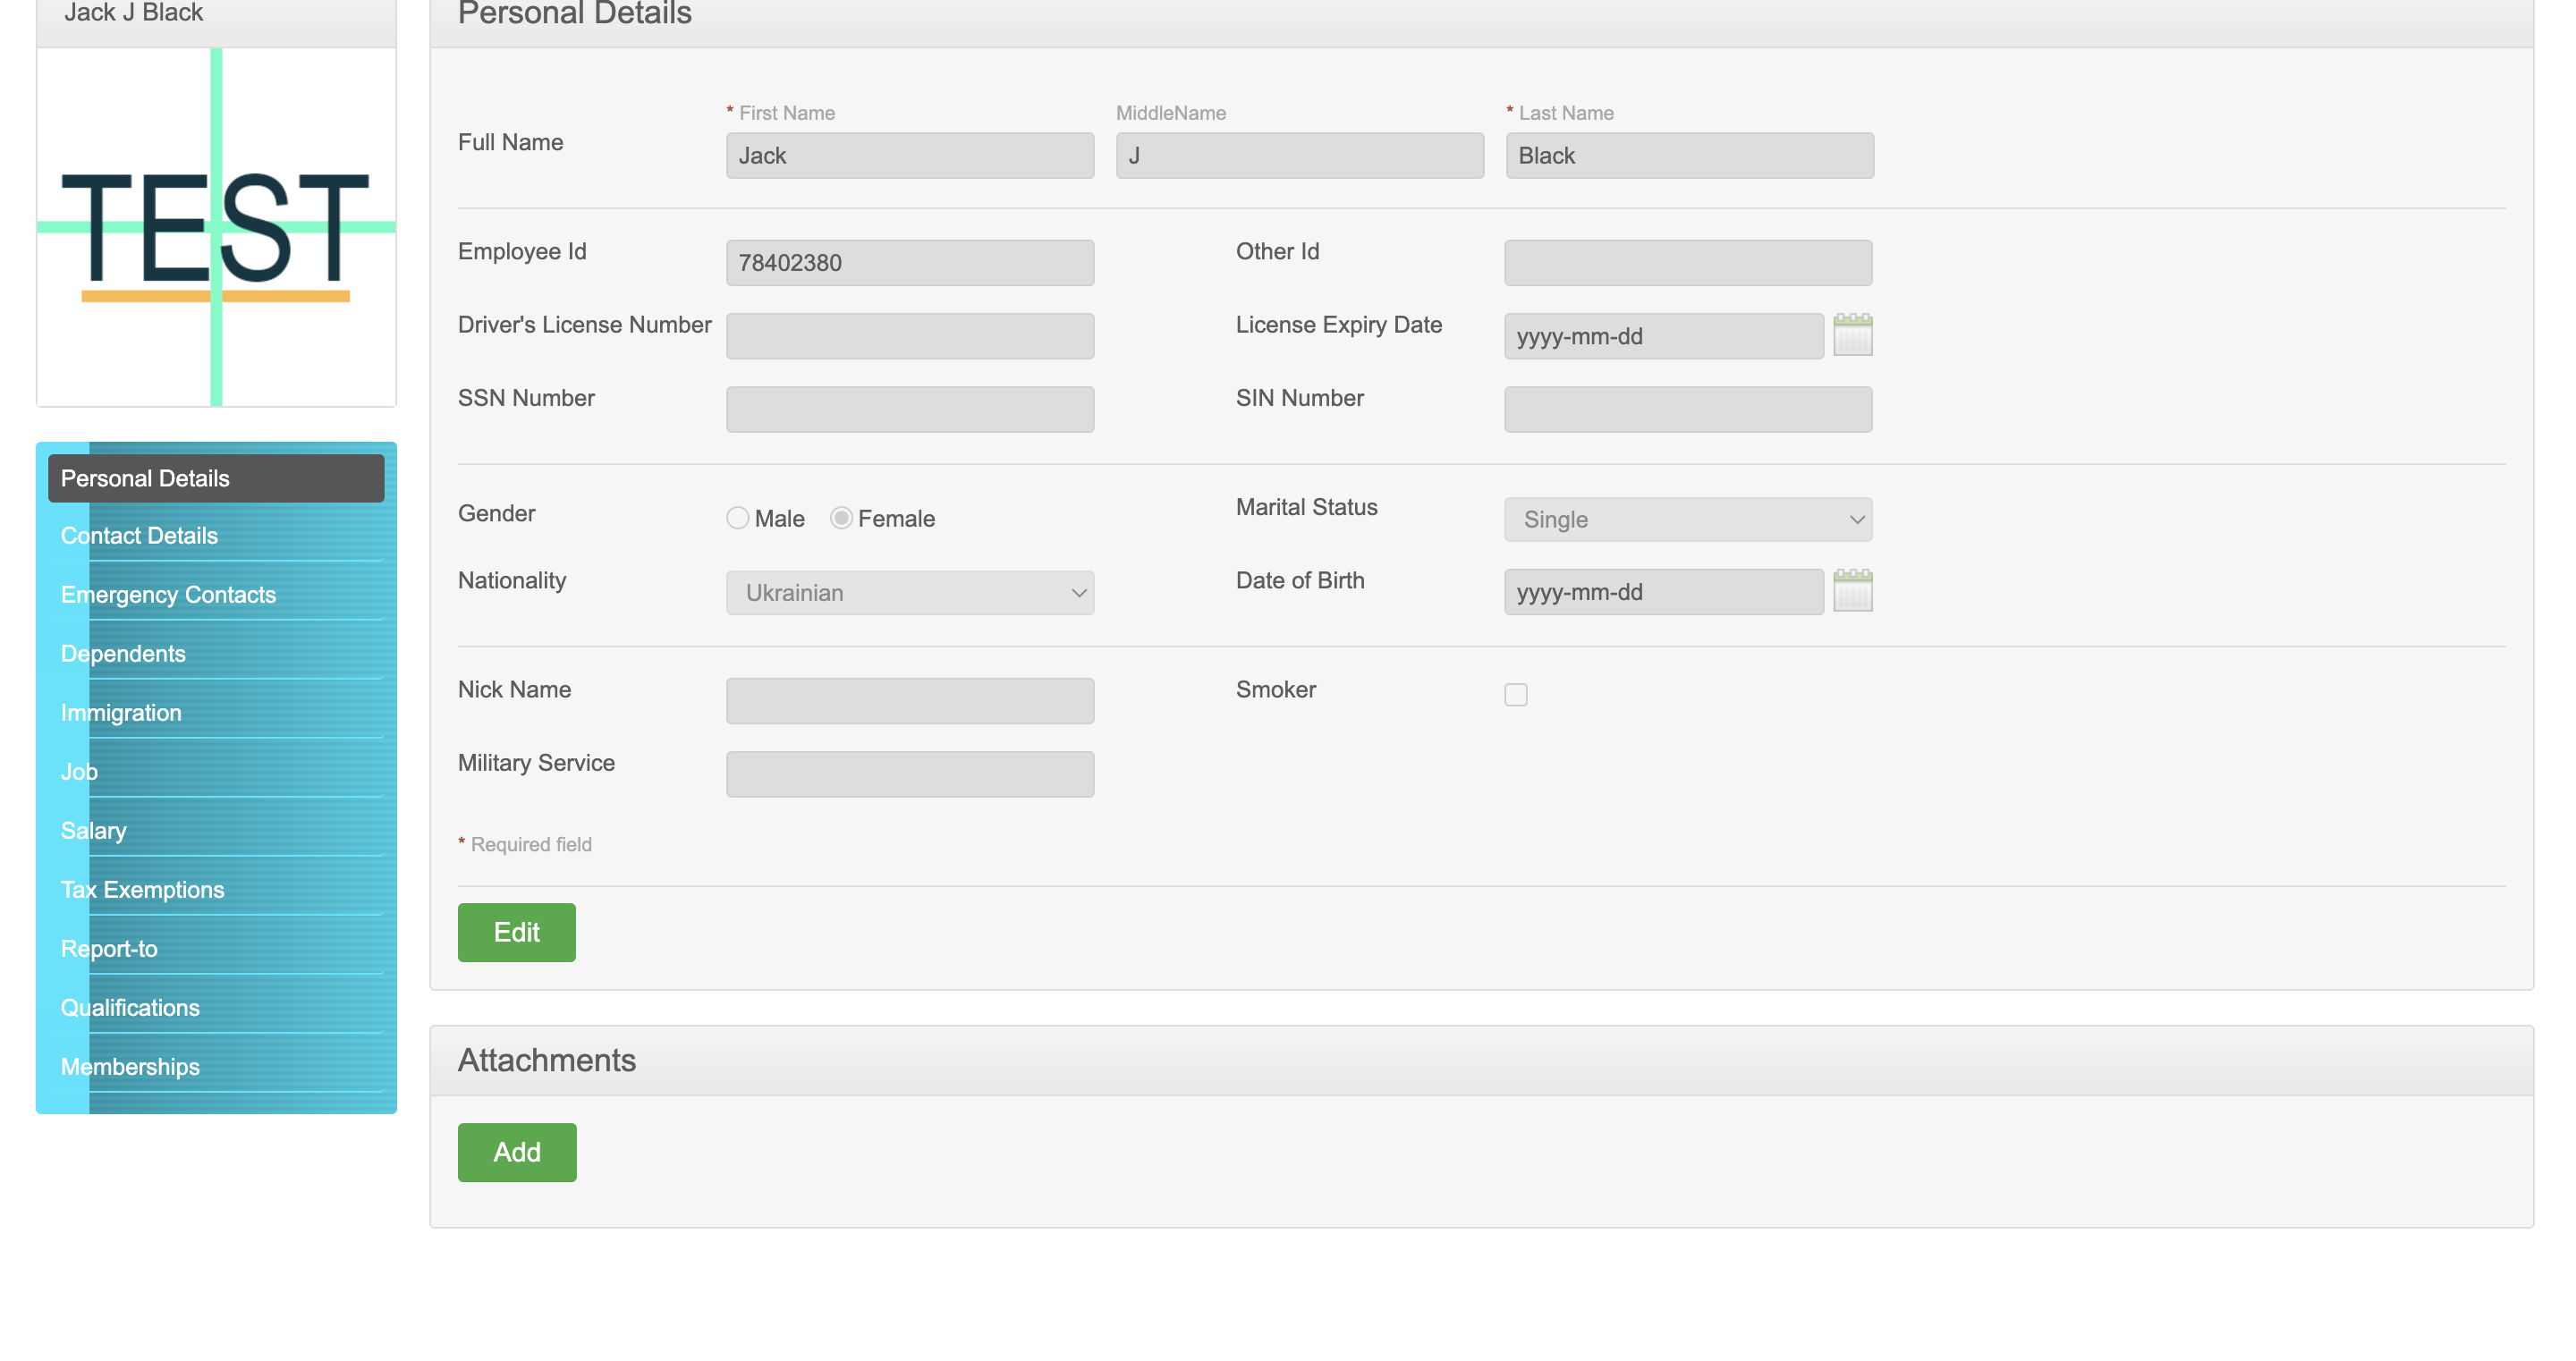 Jack J Black
TEST
Personal Details
Contact Details
Emergency Contacts
Dependents
Immigration
Job
Salary
Tax Exemptions
Report-to
Qualifications
Memberships
Personal Details
* First Name MiddleName * Last Name
Full Name Jack J Black
Employee Id 78402380 Other Id
Driver's License Number License Expiry Date yyyy-mm-dd
SSN Number SIN Number
Gender Male Female Marital Status Single
Nationality Ukrainian Date of Birth yyyy-mm-dd
Nick Name Smoker
Military Service
* Required field
Edit
Attachments
Add